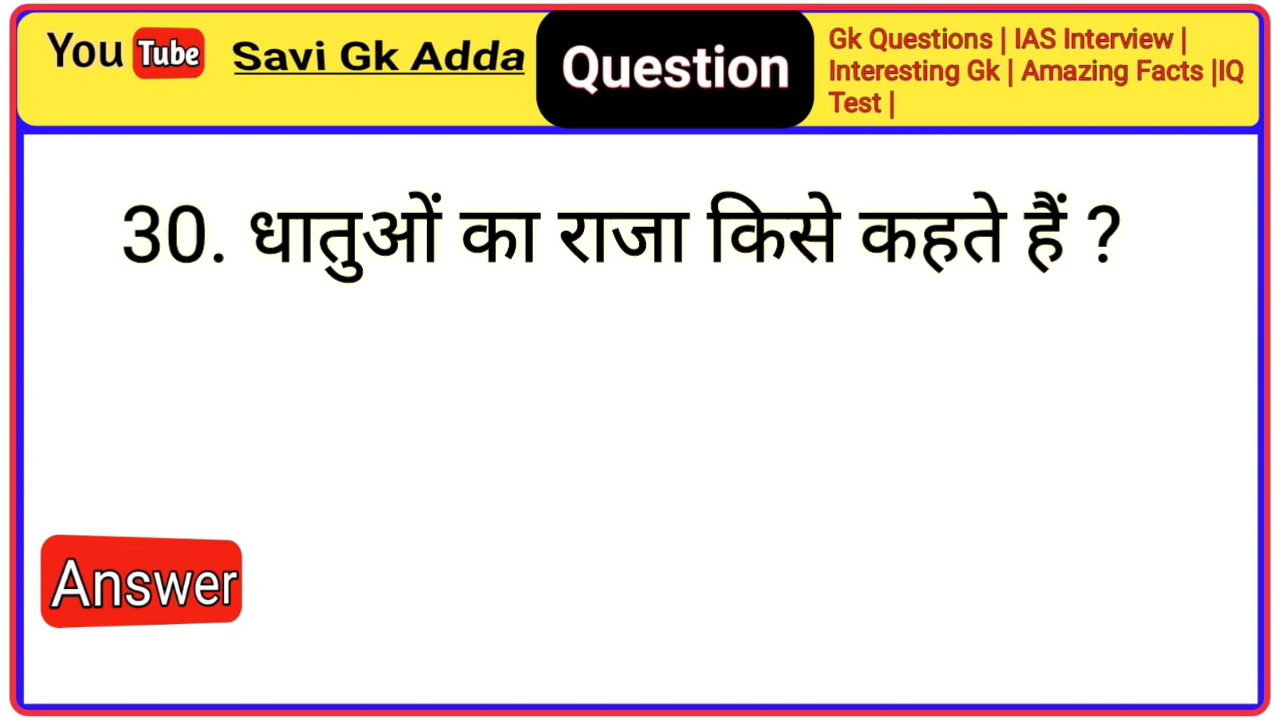 You Tube Savi Gk Adda
Question
Gk Questions | IAS Interview |
Interesting Gk | Amazing Facts |IQ
Test |
30. धातुओं का राजा किसे कहते हैं ?
Answer